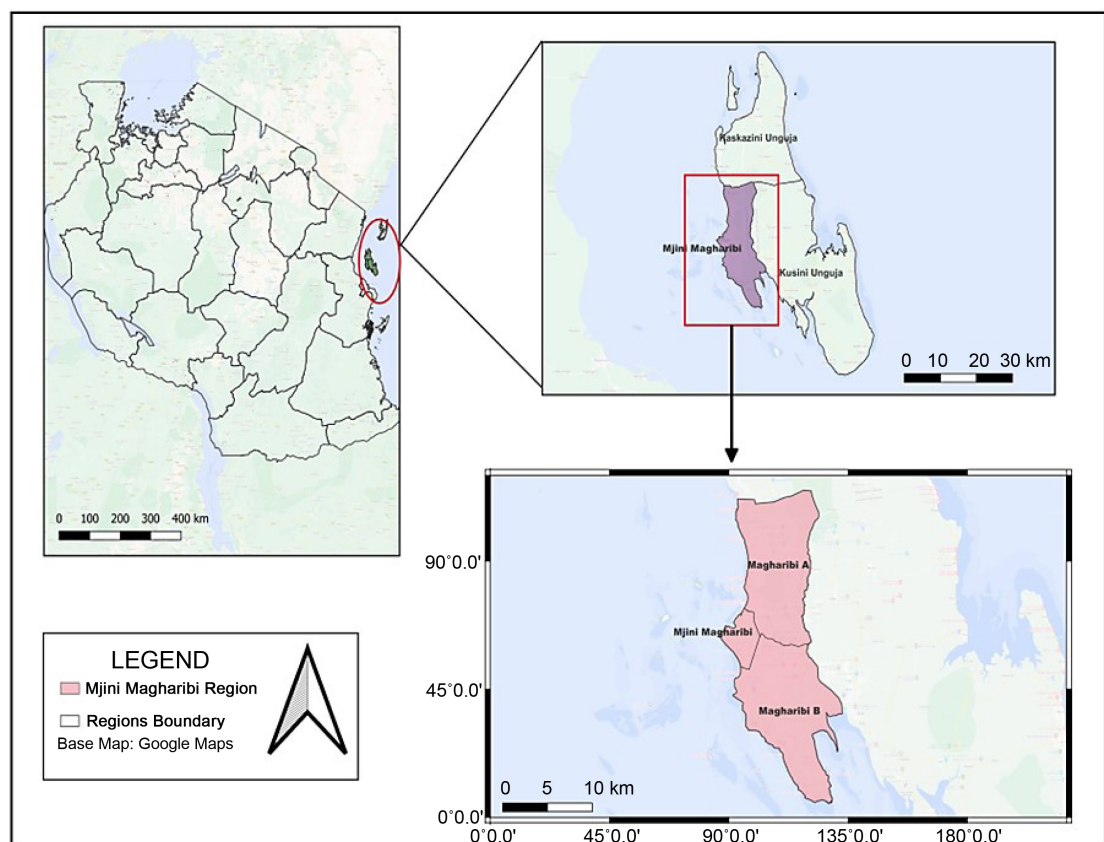 Kaskazini Unguja
Mjini Magharibi
Kusini Unguja
0 10 20 30 km
0 100 200 300 400 km
90°0.0'
45°0.0'
0°0.0'
0°0.0' 45°0.0' 90°0.0' 135°0.0' 180°0.0'
Magharibi A
Mjini Magharibi
Magharibi B
0 5 10 km
LEGEND
Mjini Magharibi Region
Regions Boundary
Base Map: Google Maps